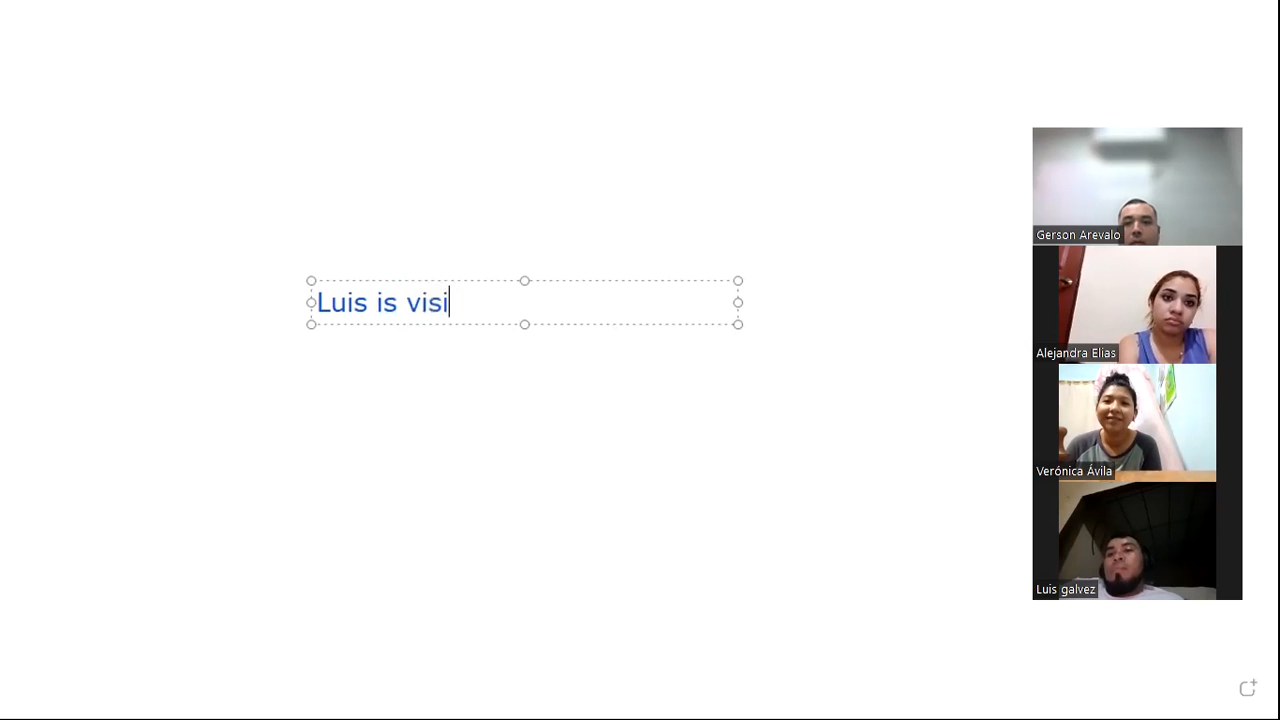 Luis is visi
Gerson Arevalo
Alejandra Elias
Verónica Ávila
Luis galvez